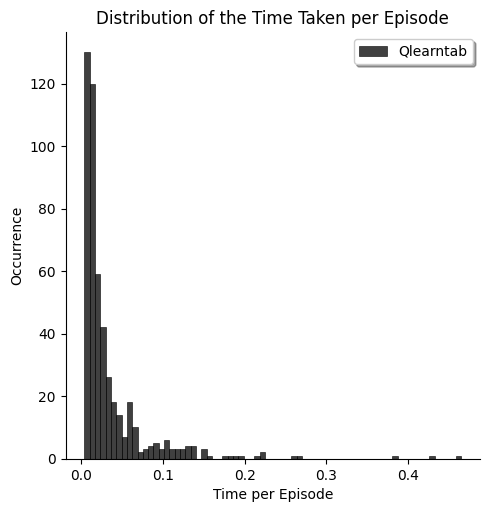 Distribution of the Time Taken per Episode
Qlearntab
Occurrence
120
100
80
60
40
20
0
0.0 0.1 0.2 0.3 0.4
Time per Episode